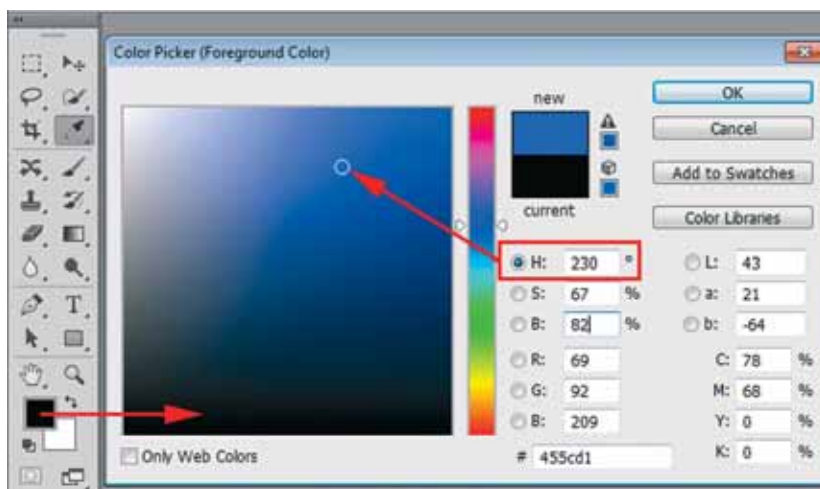 Color Picker (Foreground Color)
new
current
OK
Cancel
Add to Swatches
Color Libraries
H: 230 °
S: 67 %
B: 82 %
R: 69
G: 92
B: 209
# 455cd1
L: 43
a: 21
b: -64
C: 78 %
M: 68 %
Y: 0 %
K: 0 %
Only Web Colors
T